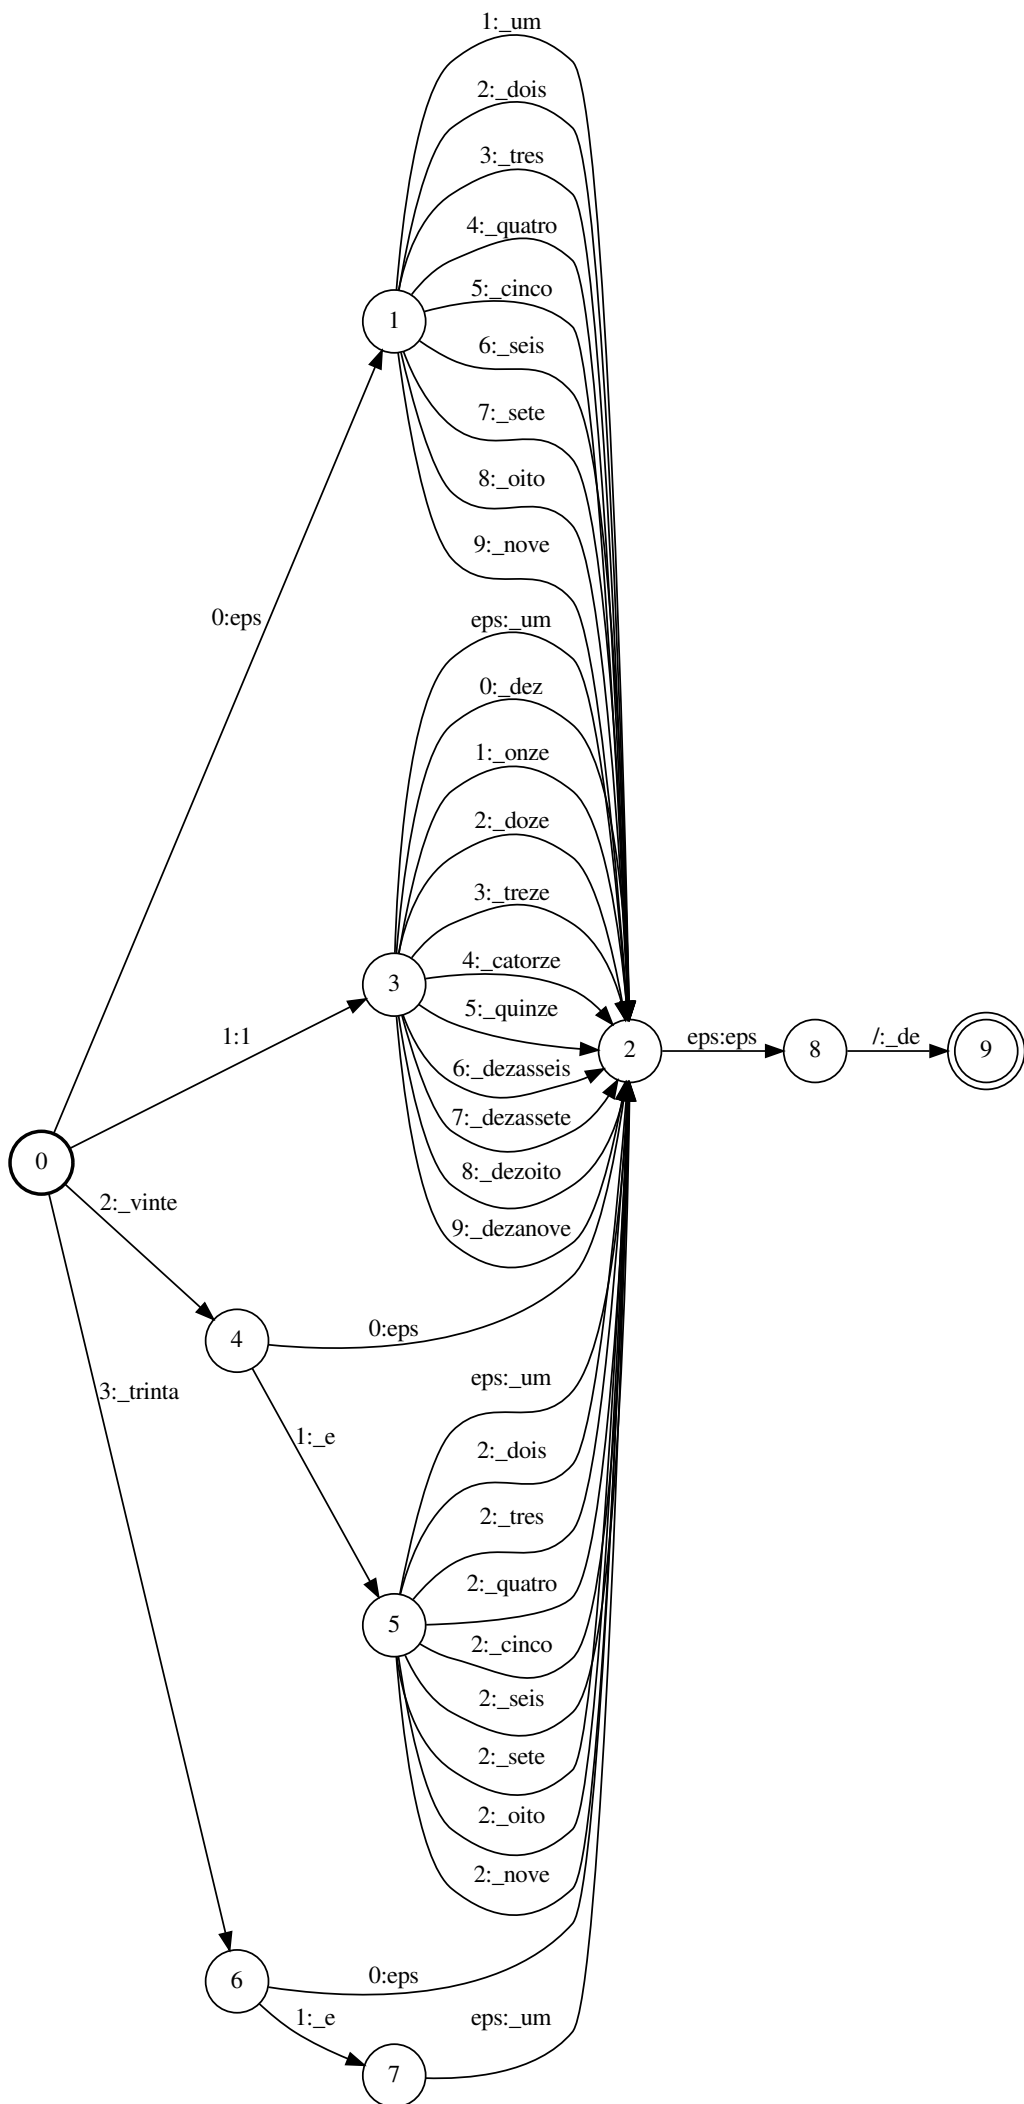 1:_um
2:_dois
3:_tres
4:_quatro
5:_cinco
1
6:_seis
7:_sete
8:_oito
9:_nove
0:eps
eps:_um
0:_dez
1:_onze
2:_doze
3:_treze
4:_catorze
3
5:_quinze
1:1
2
eps:eps
8
/:_de
9
6:_dezasseis
7:_dezassete
0
8:_dezoito
2:_vinte
9:_dezanove
4
0:eps
eps:_um
3:_trinta
1:_e
2:_dois
2:_tres
2:_quatro
5
2:_cinco
2:_seis
2:_sete
2:_oito
2:_nove
6
0:eps
1:_e
eps:_um
7